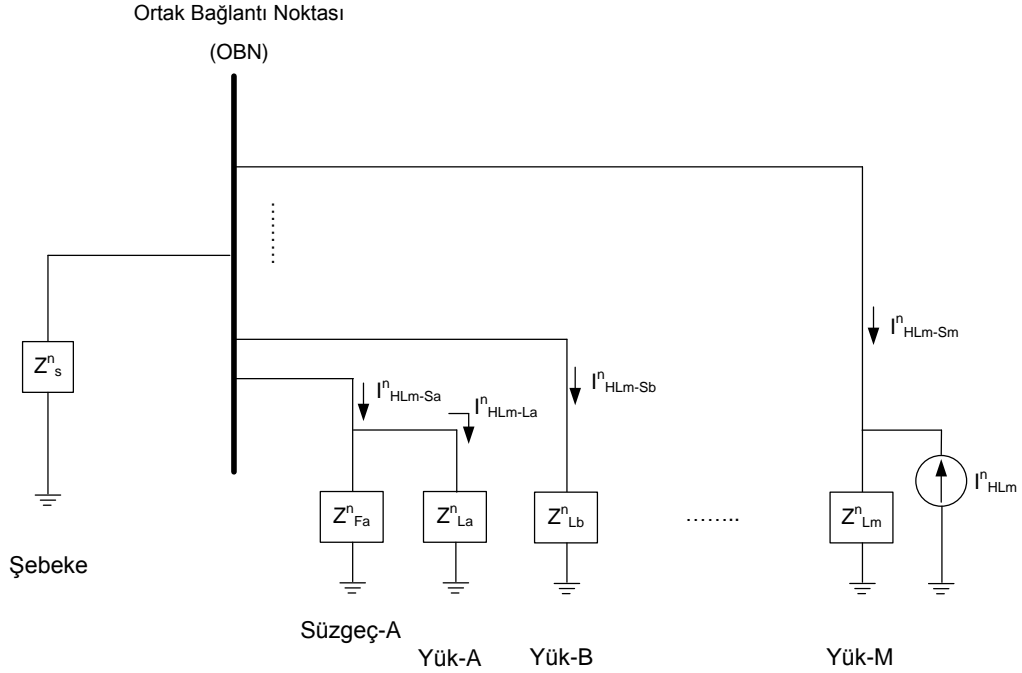 Ortak Bağlantı Noktası
(OBN)
I^n_HLm-Sm
Z^n_s
I^n_HLm-Sa
I^n_HLm-La
I^n_HLm-Sb
Z^n_Fa
Z^n_La
Z^n_Lb
........
Z^n_Lm
I^n_HLm
Şebeke
Süzgeç-A
Yük-A
Yük-B
Yük-M